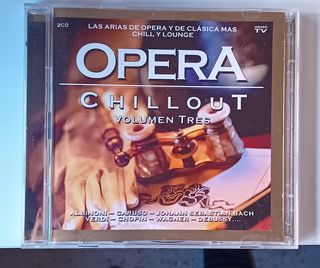 2CD
LAS ARIAS DE OPERA Y DE CLÁSICA MAS
CHILL Y LOUNGE
TV
OPERA
CHILLOUT
VOLUMEN TRES
ALBINONI – CARUSO – JOHANN SEBASTIAN BACH
VERDI – CHOPIN – WAGNER – DEBUSSY...